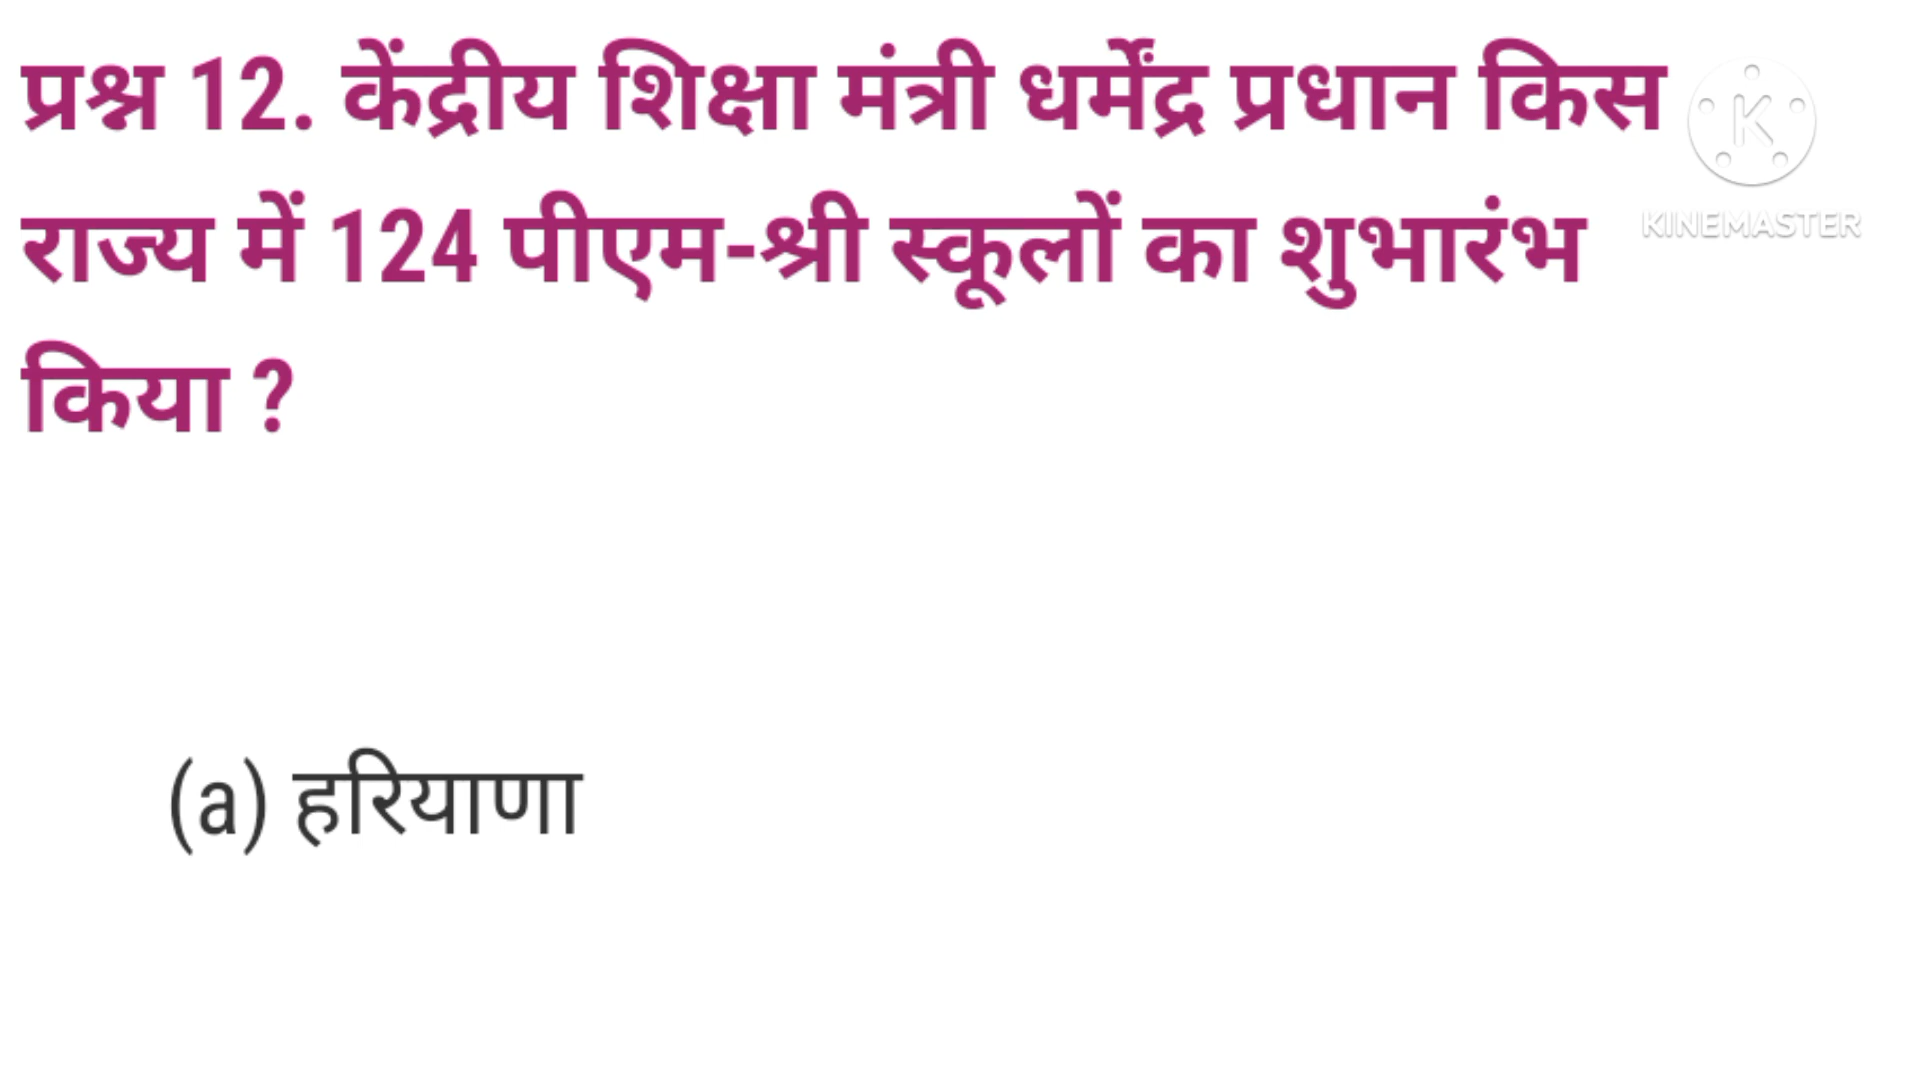 प्रश्न 12. केंद्रीय शिक्षा मंत्री धर्मेंद्र प्रधान किस
राज्य में 124 पीएम-श्री स्कूलों का शुभारंभ
किया ?
(a) हरियाणा
K
KINEMASTER